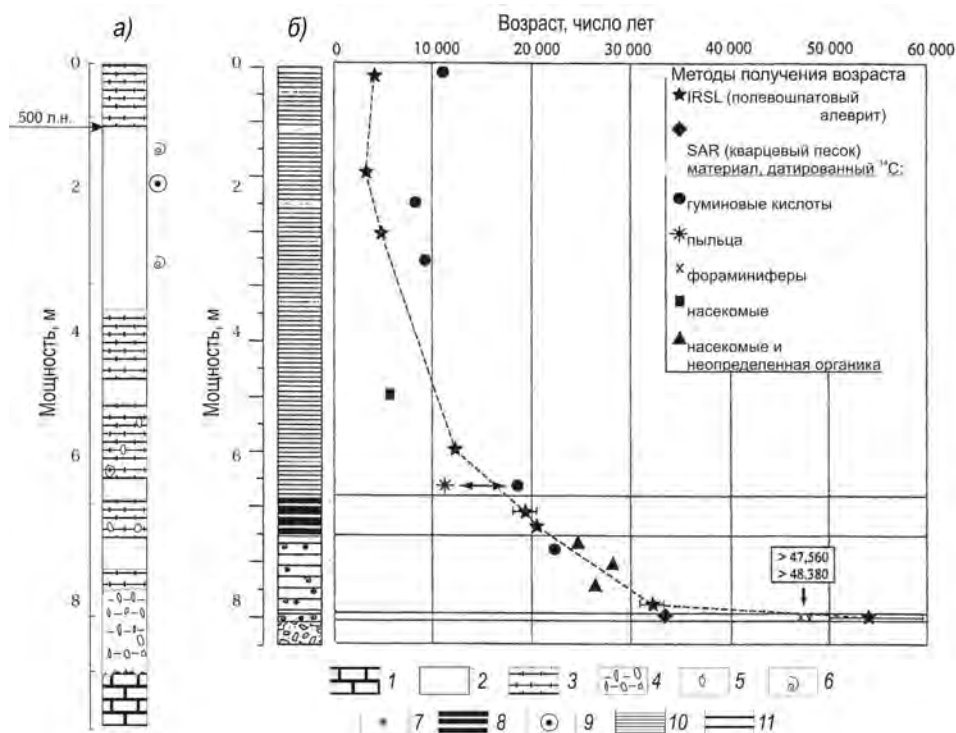 а)
б)
Возраст, число лет
0
10 000
20 000
30 000
40 000
50 000
60 000
0
500 л.н.
2
4
6
8
Мощность, м
0
2
4
6
8
Мощность, м
Методы получения возраста
IRSL (полевошпатовый
алеврит)
SAR (кварцевый песок)
материал, датированный ¹⁴C:
гуминовые кислоты
пыльца
фораминиферы
насекомые
насекомые и
неопределенная органика
> 47,560
> 48,380
1
2
3
4
5
6
7
8
9
10
11